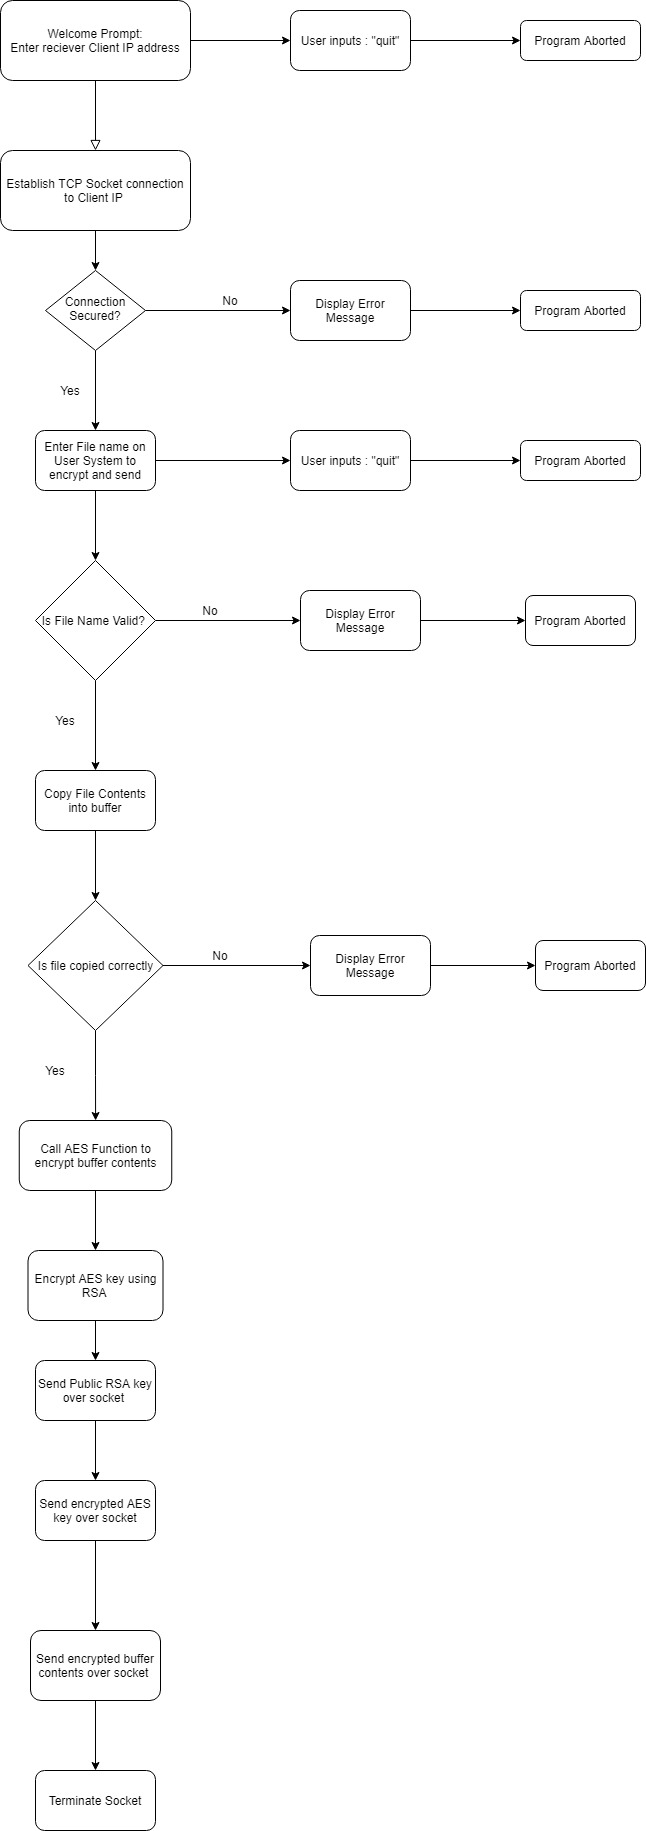 Welcome Prompt:
Enter reciever Client IP address
User inputs : "quit"
Program Aborted
Establish TCP Socket connection
to Client IP
Connection
Secured?
No
Display Error
Message
Program Aborted
Yes
Enter File name on
User System to
encrypt and send
User inputs : "quit"
Program Aborted
Is File Name Valid?
No
Display Error
Message
Program Aborted
Yes
Copy File Contents
into buffer
Is file copied correctly
No
Display Error
Message
Program Aborted
Yes
Call AES Function to
encrypt buffer contents
Encrypt AES key using
RSA
Send Public RSA key
over socket
Send encrypted AES
key over socket
Send encrypted buffer
contents over socket
Terminate Socket